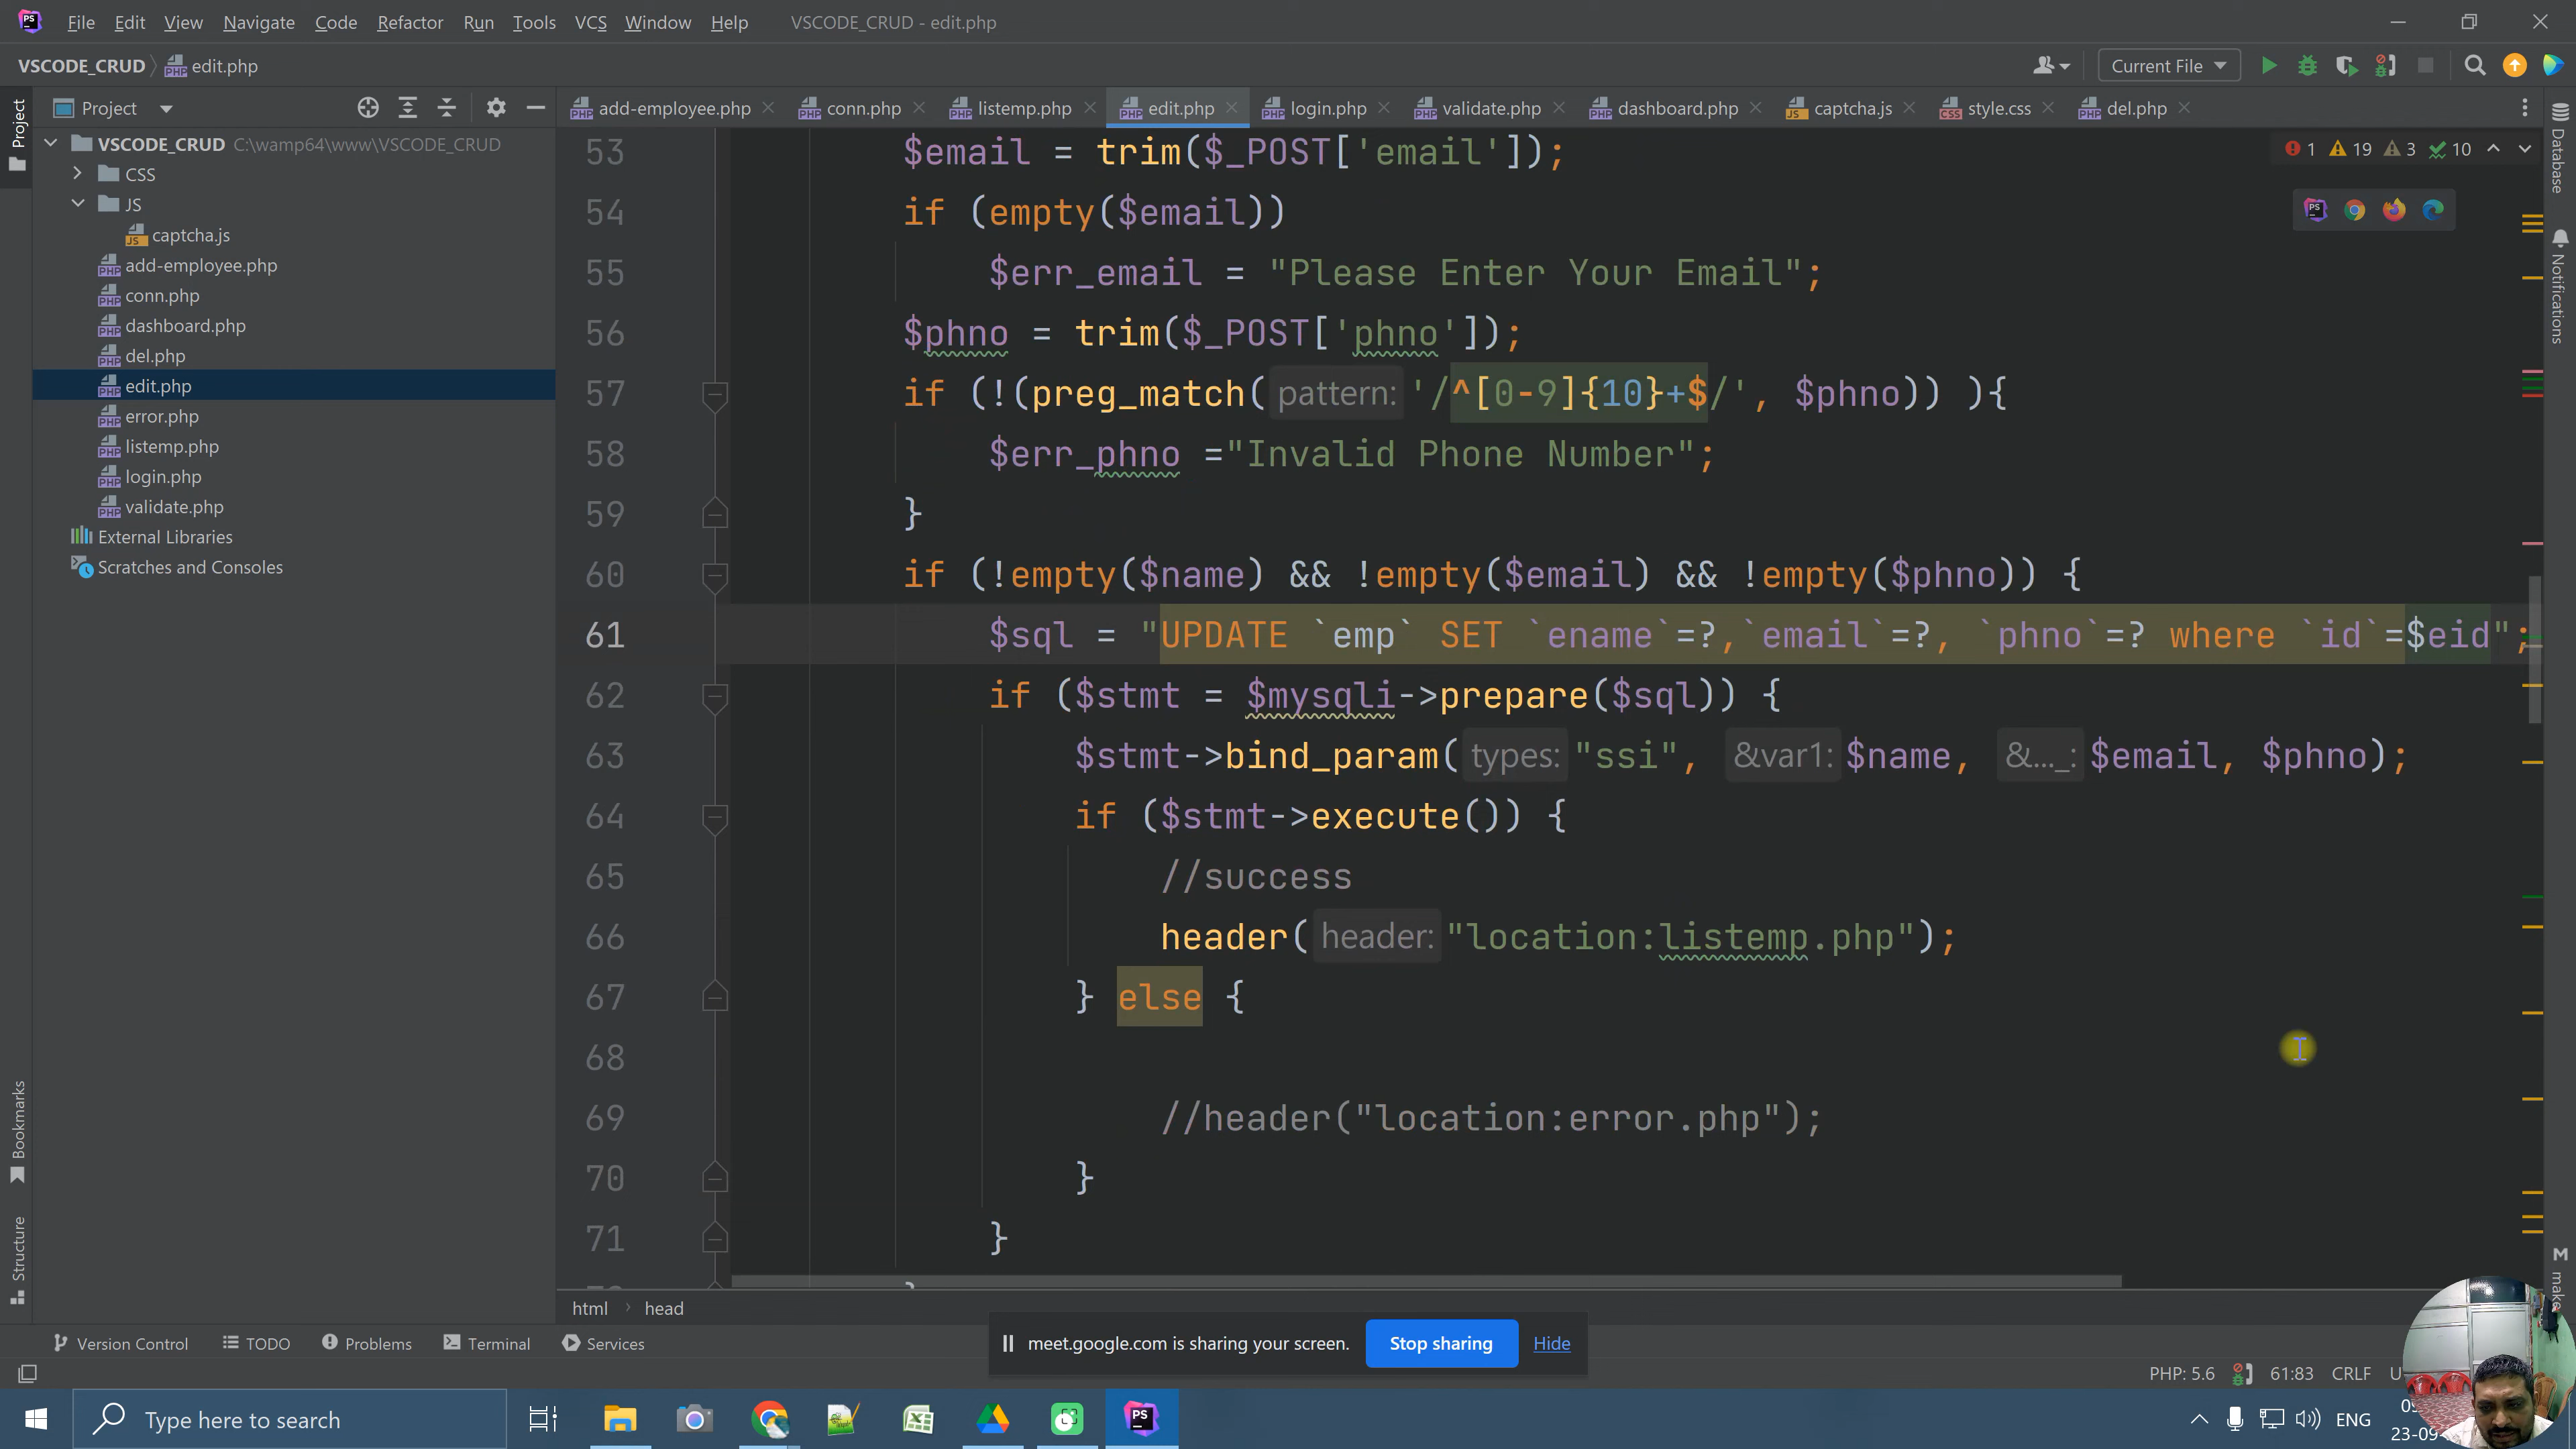 File Edit View Navigate Code Refactor Run Tools VCS Window Help VSCODE_CRUD - edit.php
VSCODE_CRUD edit.php Current File
Project
add-employee.php conn.php listemp.php edit.php login.php validate.php dashboard.php captcha.js style.css del.php
Project
VSCODE_CRUD C:\wamp64\www\VSCODE_CRUD
CSS
JS
captcha.js
add-employee.php
conn.php
dashboard.php
del.php
edit.php
error.php
listemp.php
login.php
validate.php
External Libraries
Scratches and Consoles
1 19 3 10
53 $email = trim($_POST['email']);
54 if (empty($email))
55 $err_email = "Please Enter Your Email";
56 $phno = trim($_POST['phno']);
57 if (!(preg_match( pattern: '/^[0-9]{10}+$/', $phno)) ){
58 $err_phno ="Invalid Phone Number";
59 }
60 if (!empty($name) && !empty($email) && !empty($phno)) {
61 $sql = "UPDATE `emp` SET `ename`=?,`email`=?, `phno`=? where `id`=$eid";
62 if ($stmt = $mysqli->prepare($sql)) {
63 $stmt->bind_param( types: "ssi", &var1: $name, &..._: $email, $phno);
64 if ($stmt->execute()) {
65 //success
66 header( header: "location:listemp.php");
67 } else {
68
69 //header("location:error.php");
70 }
71 }
}
Database
Notifications
make
Bookmarks
Structure
html head
Version Control TODO Problems Terminal Services
meet.google.com is sharing your screen. Stop sharing Hide
PHP: 5.6 61:83 CRLF
Type here to search
ENG